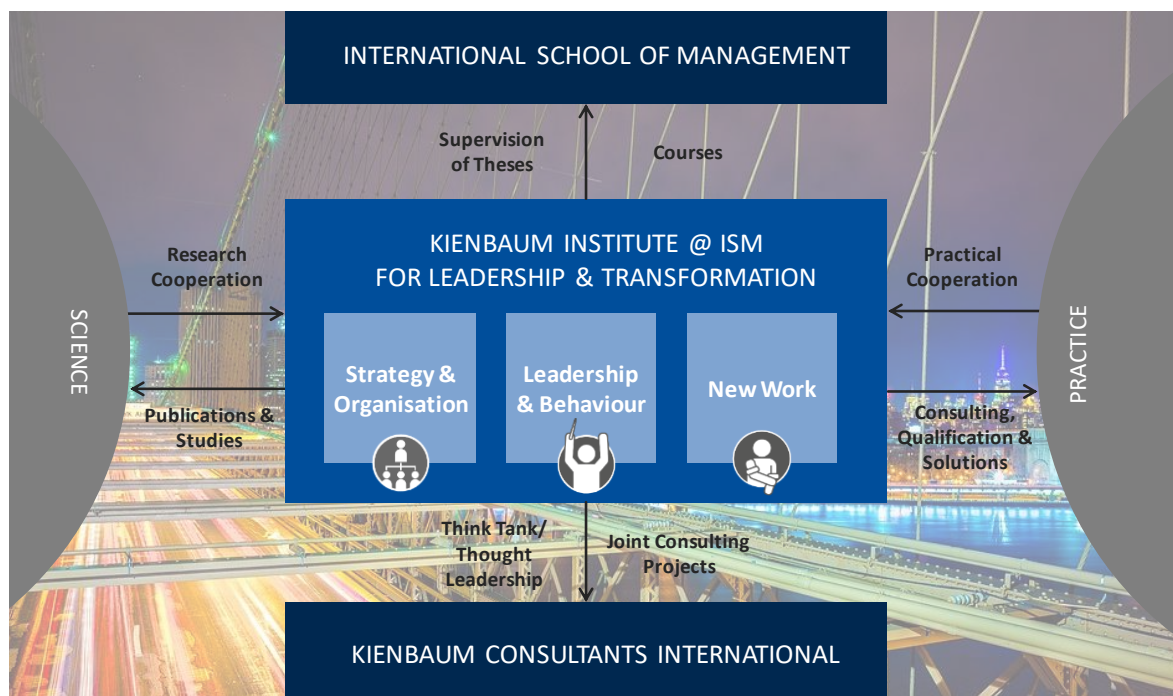 INTERNATIONAL SCHOOL OF MANAGEMENT
Supervision
of Theses
Courses
KIENBAUM INSTITUTE @ ISM
FOR LEADERSHIP & TRANSFORMATION
Research
Cooperation
Practical
Cooperation
SCIENCE
PRACTICE
Strategy &
Organisation
Leadership
& Behaviour
New Work
Publications &
Studies
Consulting,
Qualification &
Solutions
Think Tank/
Thought
Leadership
Joint Consulting
Projects
KIENBAUM CONSULTANTS INTERNATIONAL